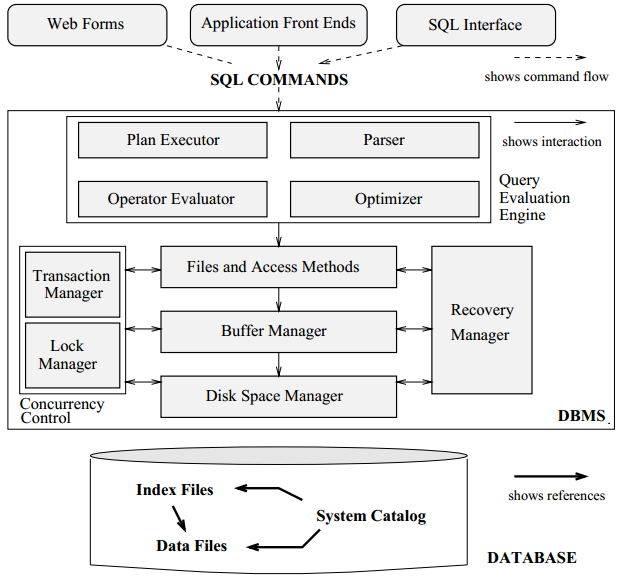 Web Forms
Application Front Ends
SQL Interface
SQL COMMANDS
shows command flow
Plan Executor
Parser
shows interaction
Operator Evaluator
Optimizer
Query
Evaluation
Engine
Transaction
Manager
Files and Access Methods
Recovery
Manager
Buffer Manager
Lock
Manager
Disk Space Manager
Concurrency
Control
DBMS
Index Files
System Catalog
Data Files
shows references
DATABASE